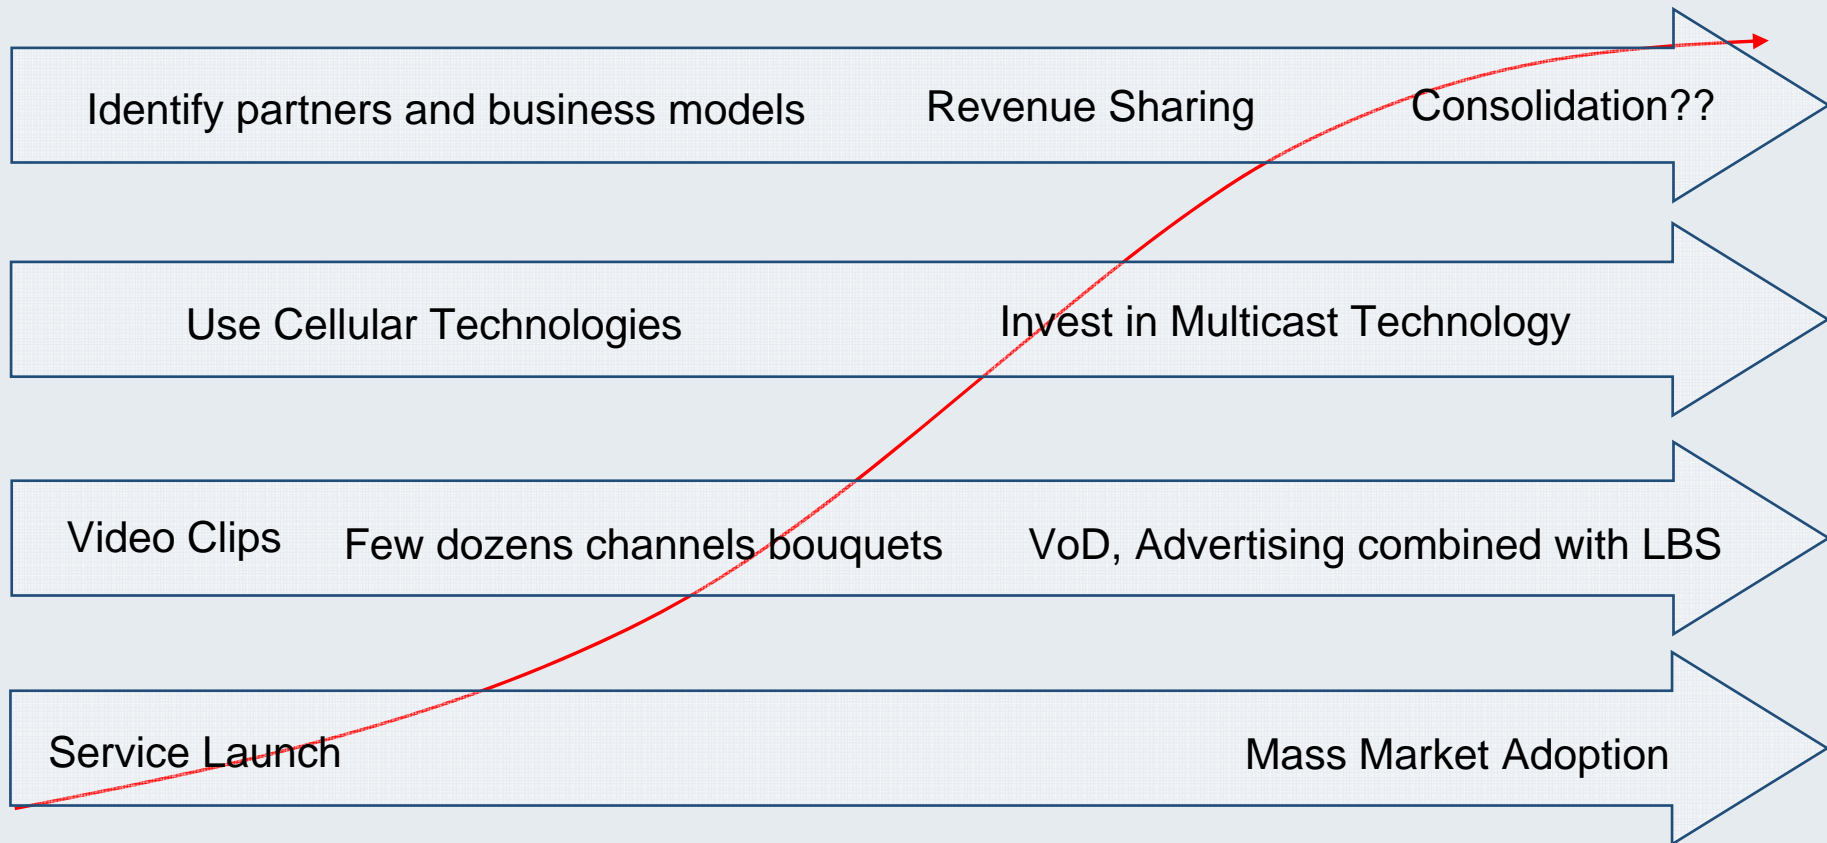 Identify partners and business models
Revenue Sharing
Consolidation??
Use Cellular Technologies
Invest in Multicast Technology
Video Clips
Few dozens channels bouquets
VoD, Advertising combined with LBS
Service Launch
Mass Market Adoption